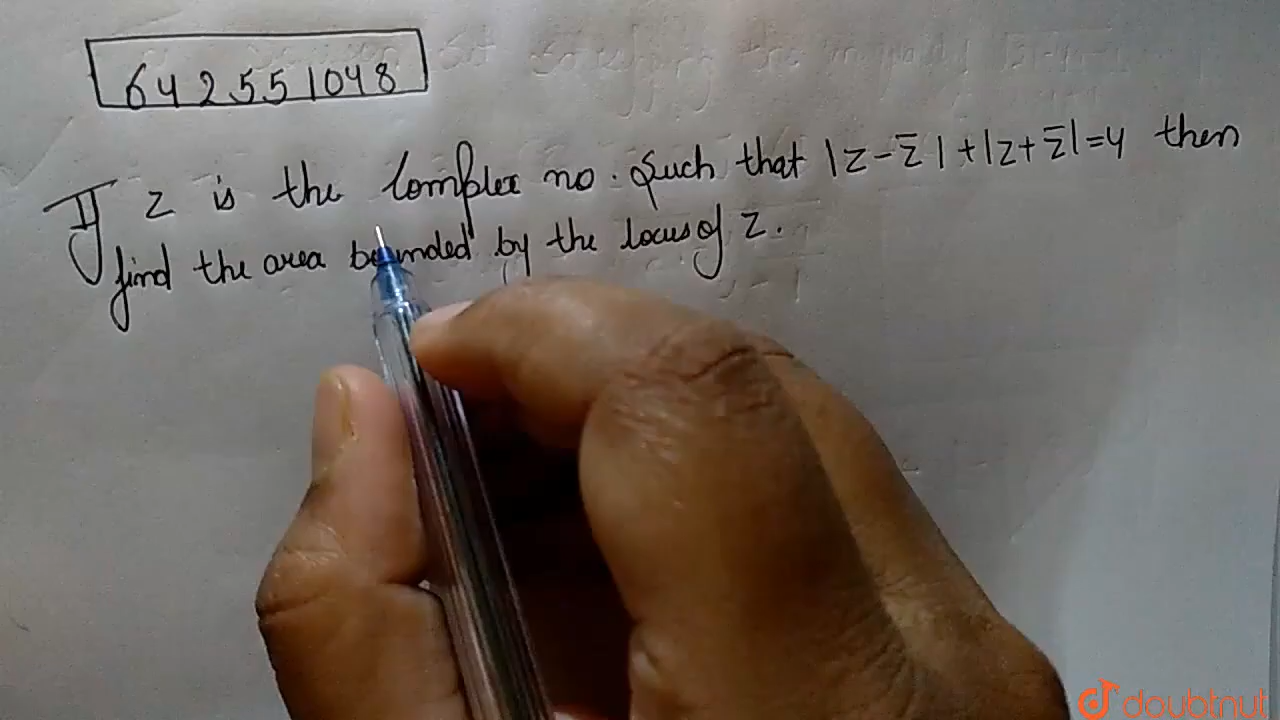 642551048
If z is the complex no. such that |z-z̅|+|z+z̅|=4 then
find the area bounded by the locus of z.
doubtnut